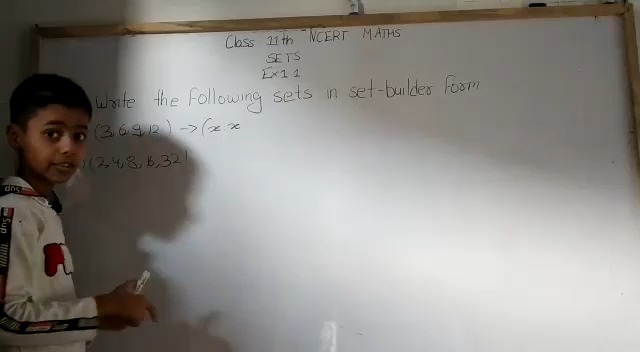 Class 11th NCERT MATHS
SETS
Ex 1.1
Write the following sets in set-builder form
(3,6,9,12) → (x:x
(2,4,8,16,32)